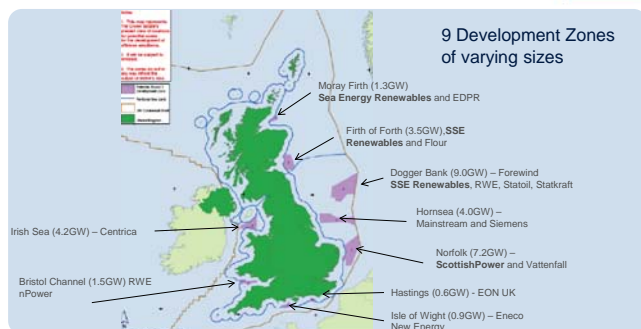 9 Development Zones
of varying sizes
Moray Firth (1.3GW)
Sea Energy Renewables and EDPR
Firth of Forth (3.5GW),SSE
Renewables and Flour
Dogger Bank (9.0GW) – Forewind
SSE Renewables, RWE, Statoil, Statkraft
Hornsea (4.0GW) –
Mainstream and Siemens
Irish Sea (4.2GW) – Centrica
Norfolk (7.2GW) –
ScottishPower and Vattenfall
Bristol Channel (1.5GW) RWE
nPower
Hastings (0.6GW) - EON UK
Isle of Wight (0.9GW) – Eneco
New Energy